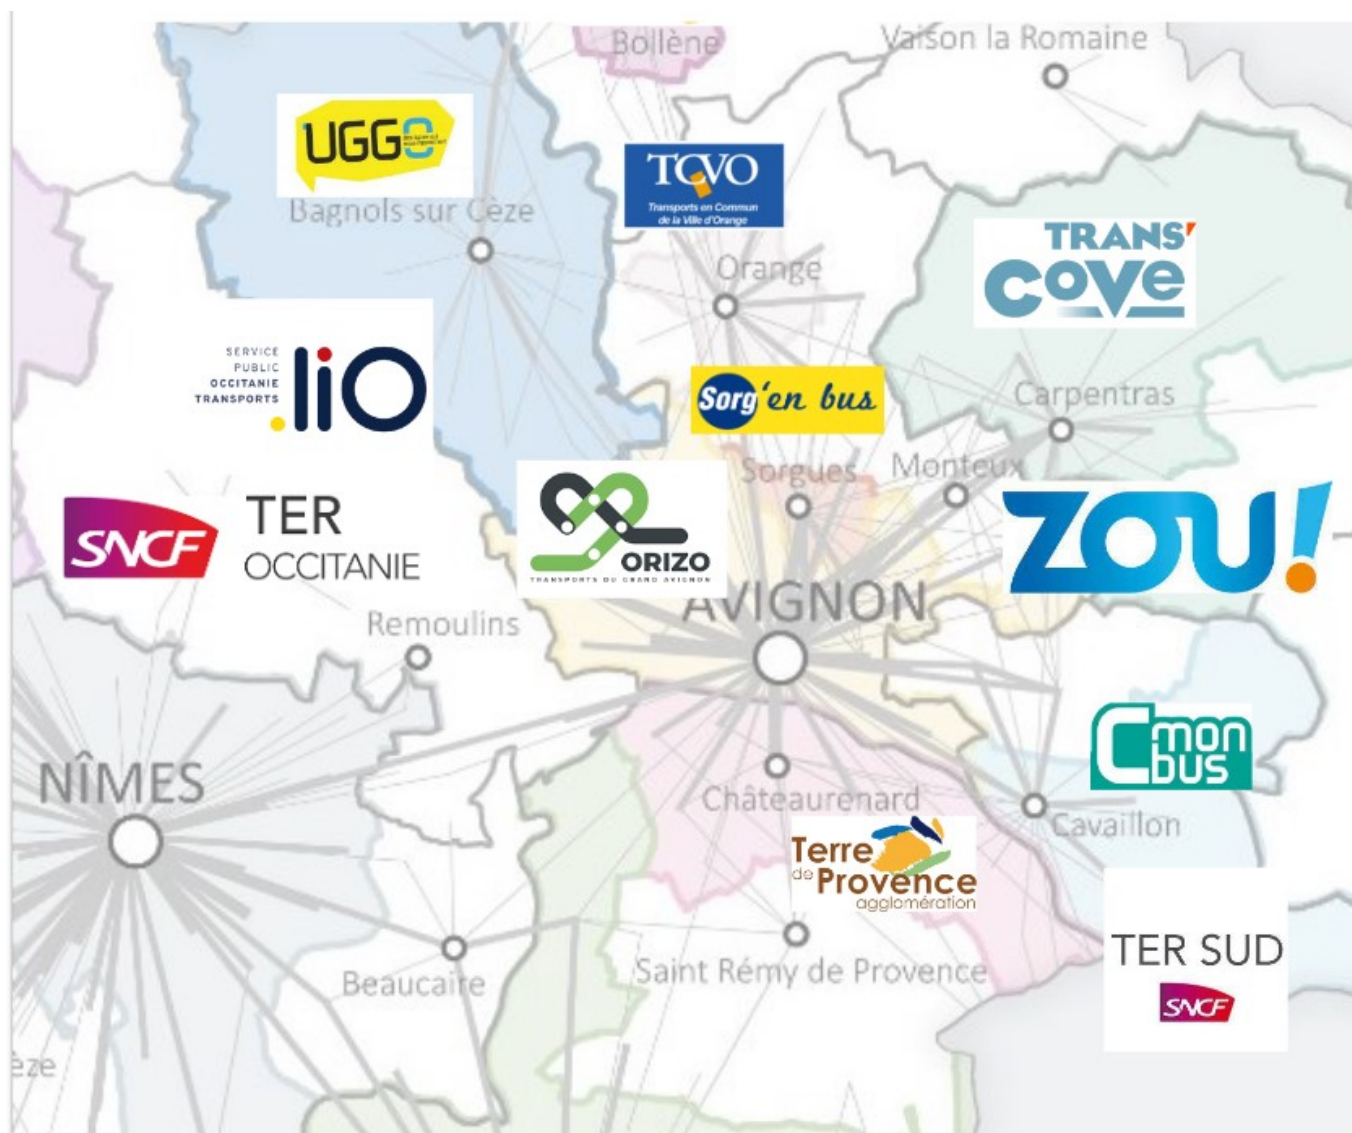 Bollène
Vaison la Romaine
UGGO
Bagnols sur Cèze
TCVO
Transports en Commun
de la Ville d'Orange
Orange
TRANS'
COVE
SERVICE
PUBLIC
OCCITANIE
TRANSPORTS
.liO
Sorg'en bus
Carpentras
Sorgues
Monteux
SNCF
TER
OCCITANIE
ORIZO
TRANSPORTS DU GRAND AVIGNON
ZOU!
AVIGNON
Remoulins
NÎMES
Cmon
bus
Châteaurenard
Cavaillon
Terre
de Provence
agglomération
Beaucaire
Saint Rémy de Provence
TER SUD
SNCF
èze